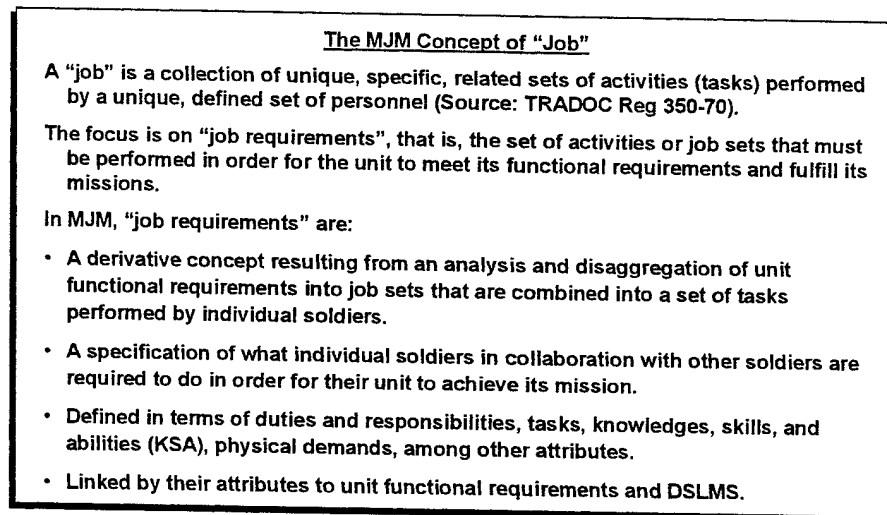 The MJM Concept of "Job"
A "job" is a collection of unique, specific, related sets of activities (tasks) performed
by a unique, defined set of personnel (Source: TRADOC Reg 350-70).
The focus is on "job requirements", that is, the set of activities or job sets that must
be performed in order for the unit to meet its functional requirements and fulfill its
missions.
In MJM, "job requirements" are:
• A derivative concept resulting from an analysis and disaggregation of unit
functional requirements into job sets that are combined into a set of tasks
performed by individual soldiers.
• A specification of what individual soldiers in collaboration with other soldiers are
required to do in order for their unit to achieve its mission.
• Defined in terms of duties and responsibilities, tasks, knowledges, skills, and
abilities (KSA), physical demands, among other attributes.
• Linked by their attributes to unit functional requirements and DSLMS.